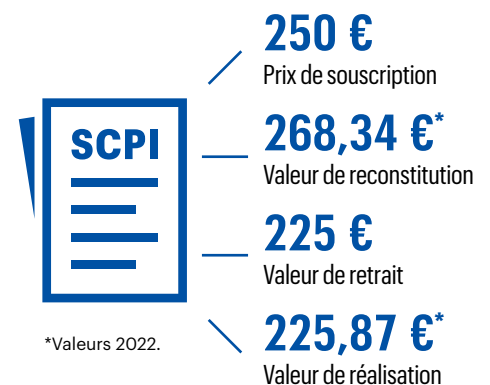 250 €
Prix de souscription
SCPI
268,34 €*
Valeur de reconstitution
225 €
Valeur de retrait
*Valeurs 2022.
225,87 €*
Valeur de réalisation